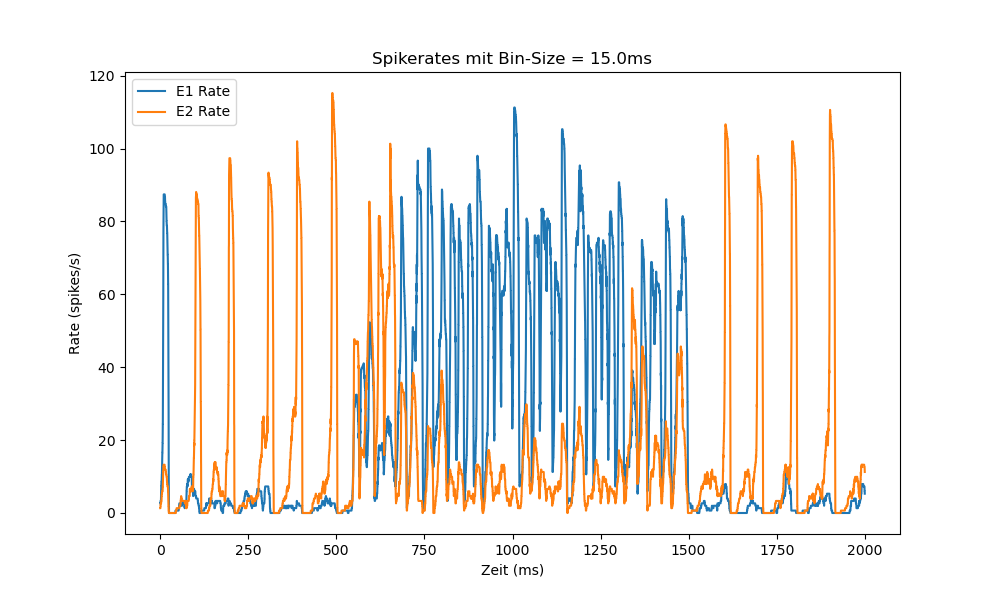 Spikerates mit Bin-Size = 15.0ms
E1 Rate
E2 Rate
Rate (spikes/s)
120
100
80
60
40
20
0
0 250 500 750 1000 1250 1500 1750 2000
Zeit (ms)